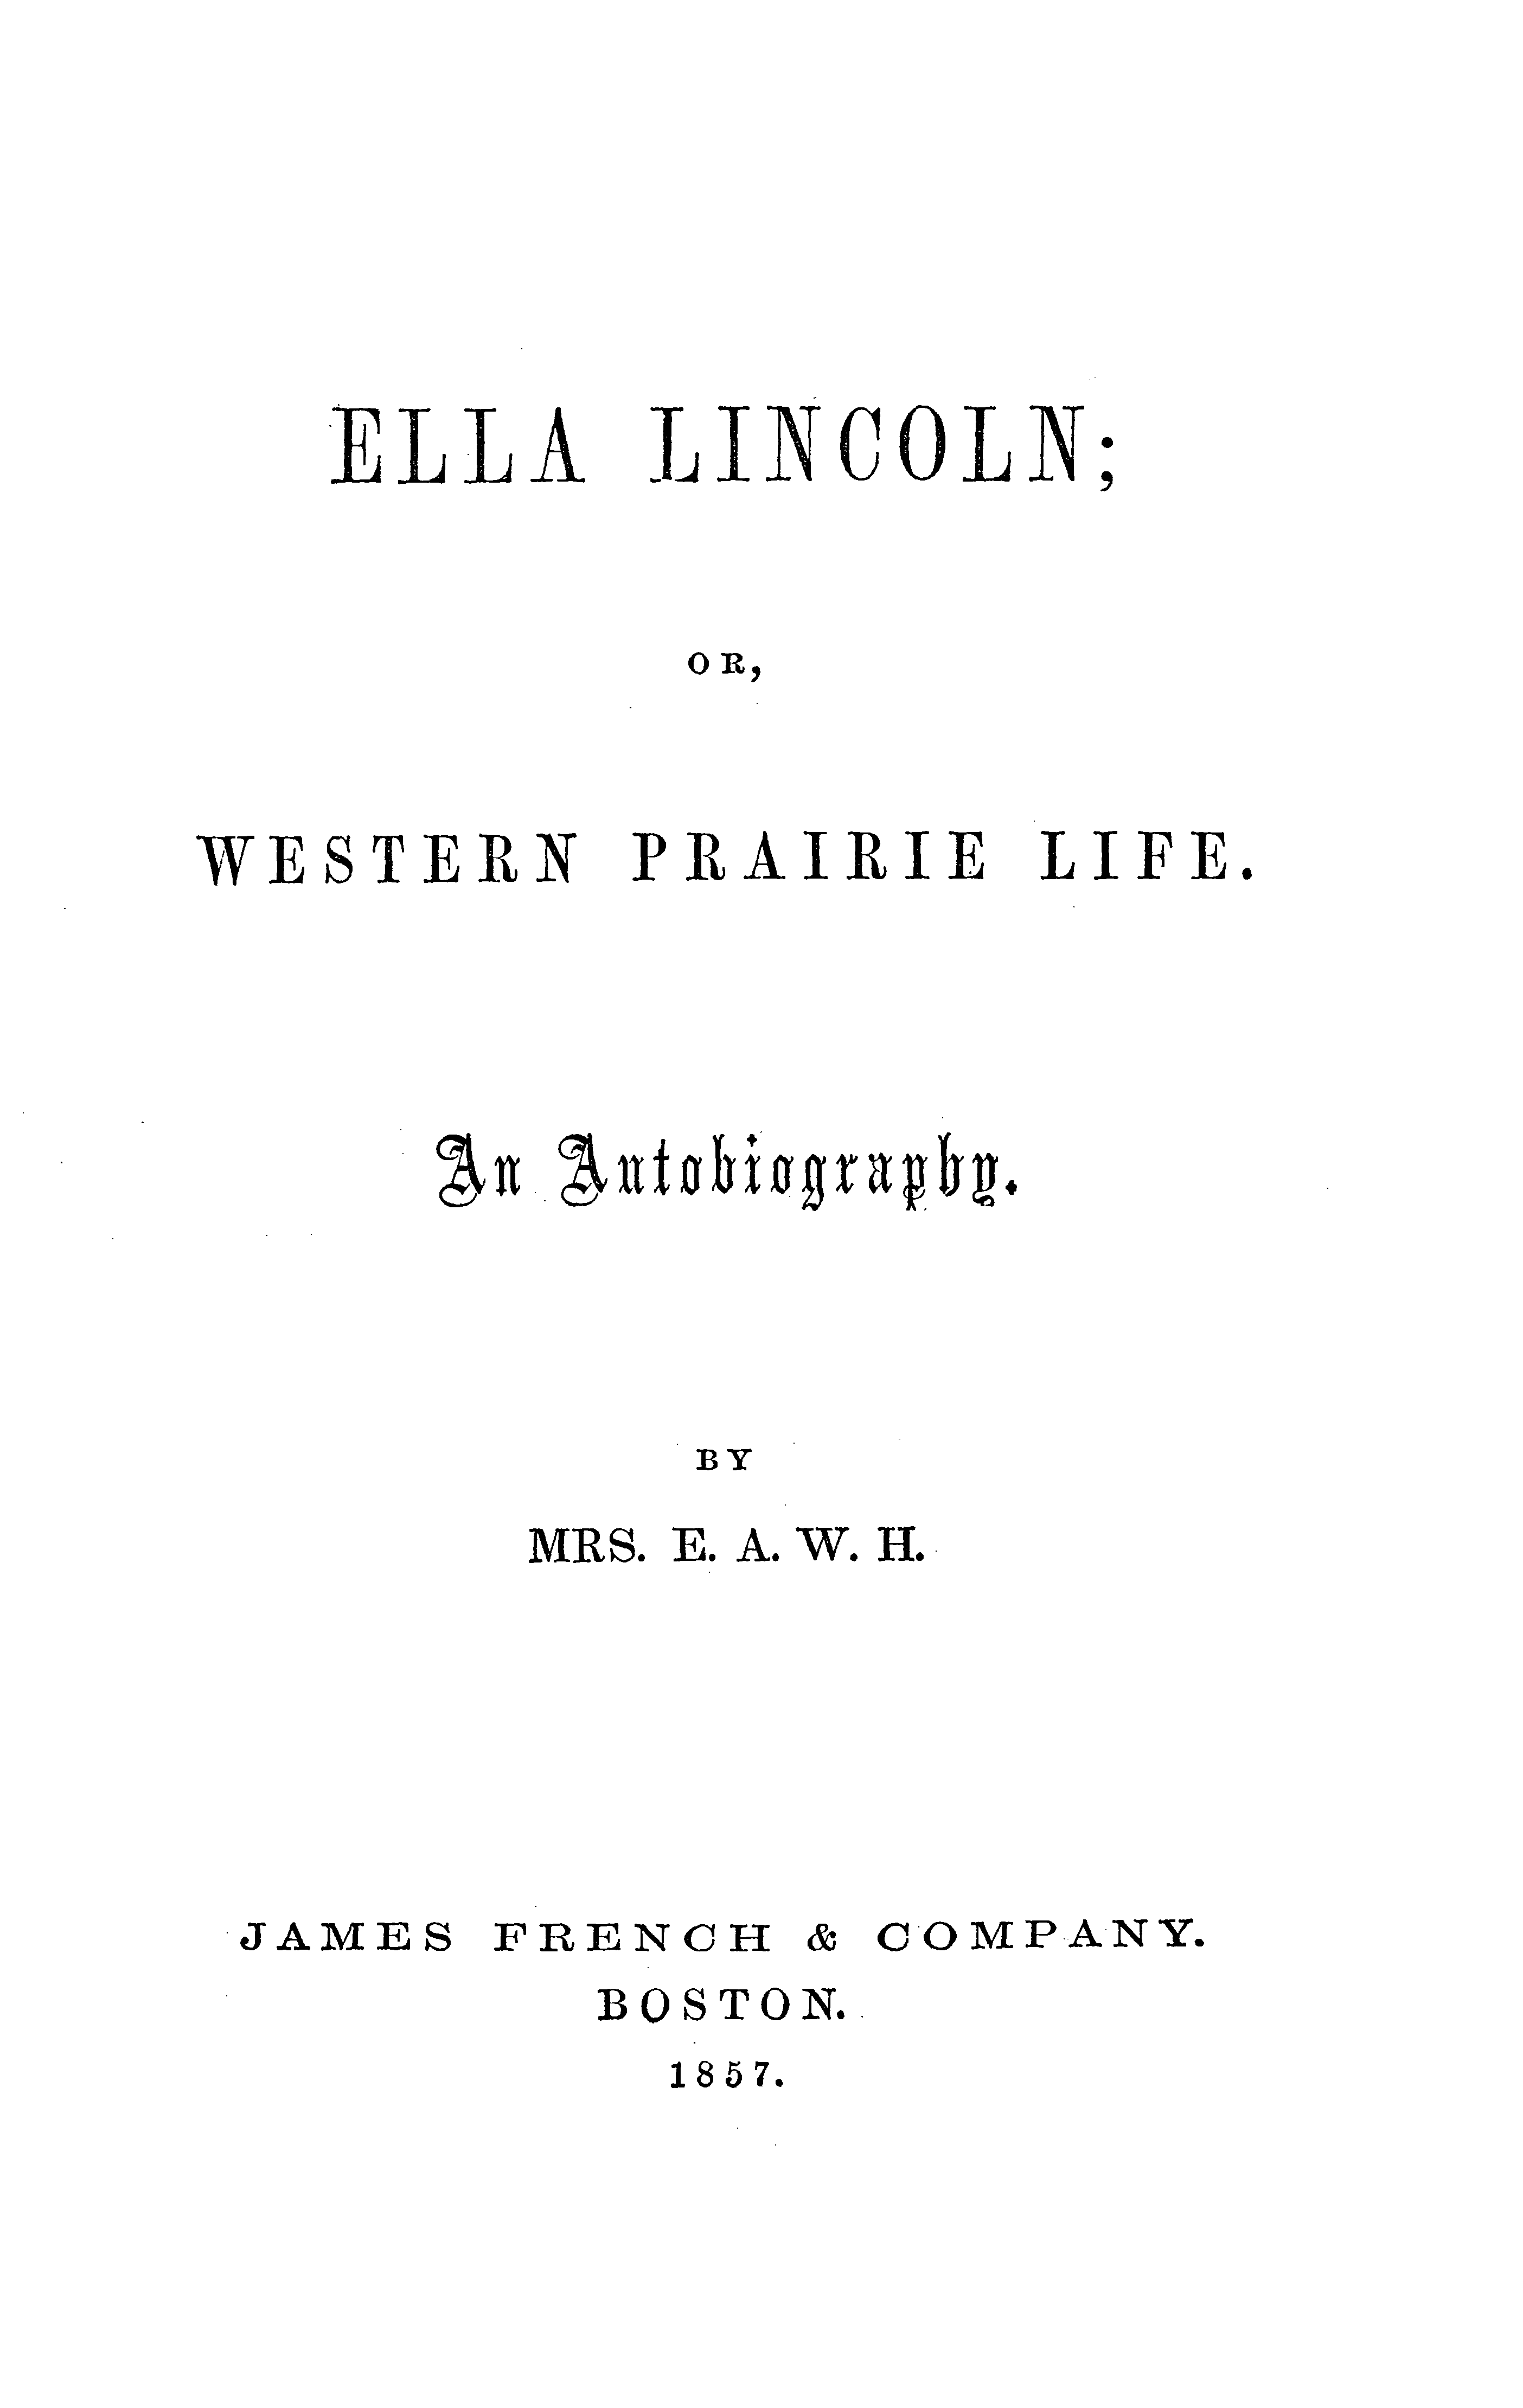 ELLA LINCOLN;
OR,
WESTERN PRAIRIE LIFE.
An Autobiography.
BY
MRS. E. A. W. H.
JAMES FRENCH & COMPANY.
BOSTON.
1857.